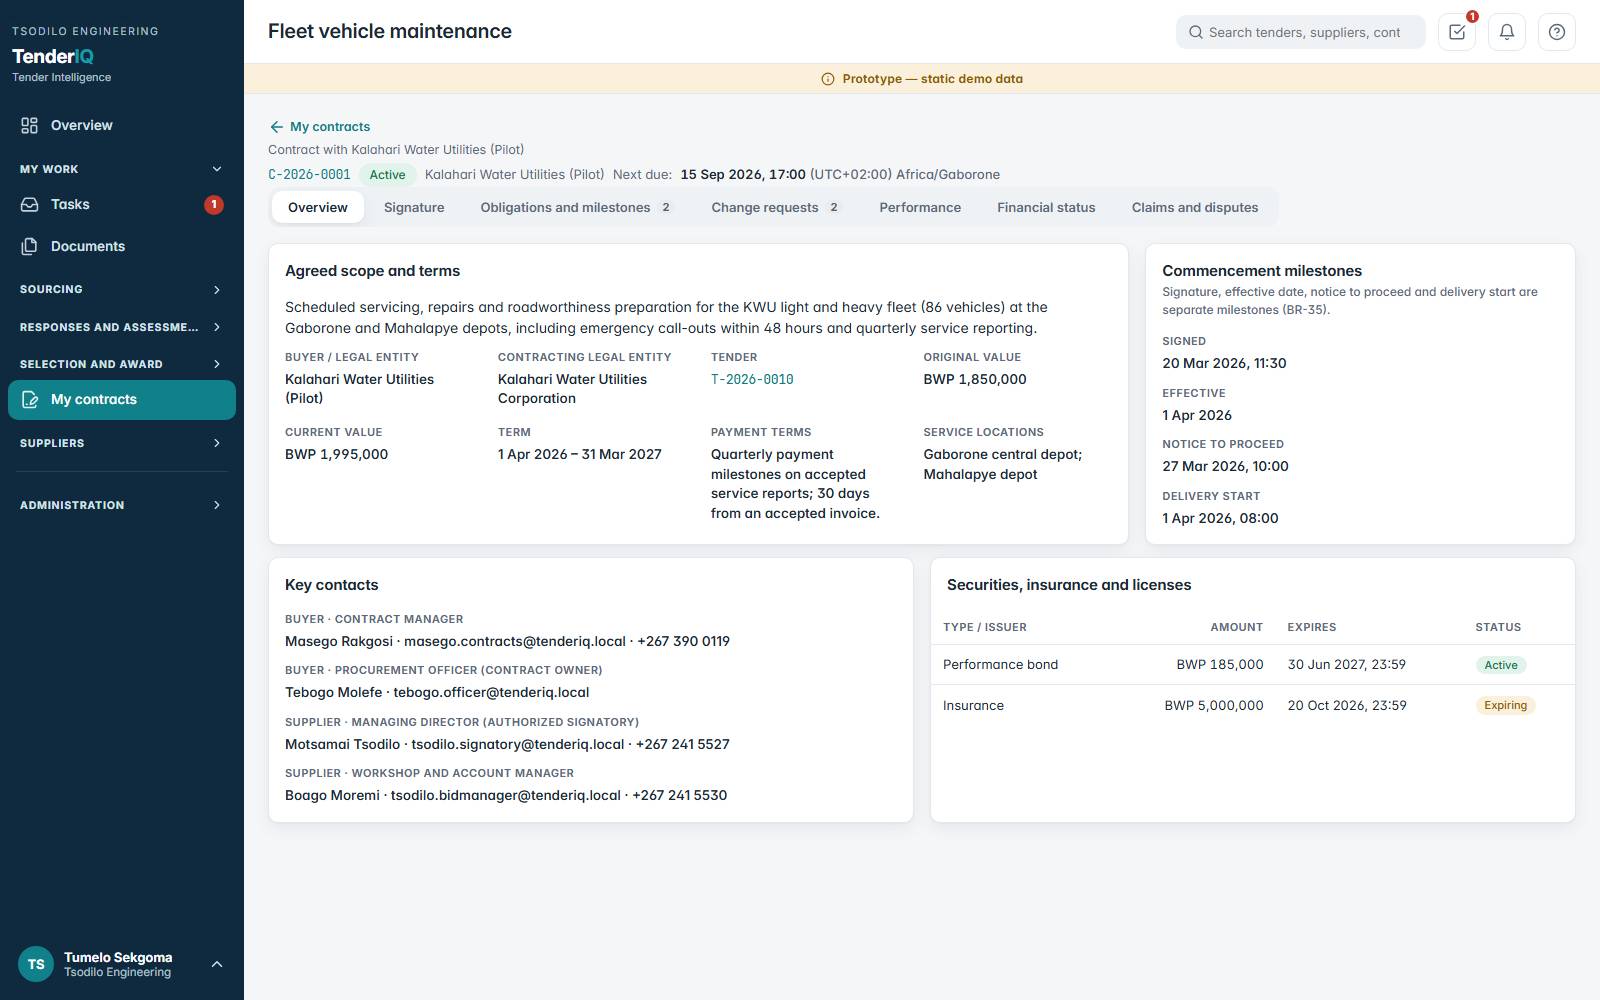 TSODILO ENGINEERING
TenderIQ
Tender Intelligence
Overview
MY WORK
Tasks 1
Documents
SOURCING
RESPONSES AND ASSESSME...
SELECTION AND AWARD
My contracts
SUPPLIERS
ADMINISTRATION
TS
Tumelo Sekgoma
Tsodilo Engineering
Fleet vehicle maintenance
Search tenders, suppliers, cont
1
Prototype — static demo data
My contracts
Contract with Kalahari Water Utilities (Pilot)
C-2026-0001 Active Kalahari Water Utilities (Pilot) Next due: 15 Sep 2026, 17:00 (UTC+02:00) Africa/Gaborone
Overview Signature Obligations and milestones 2 Change requests 2 Performance Financial status Claims and disputes
Agreed scope and terms
Scheduled servicing, repairs and roadworthiness preparation for the KWU light and heavy fleet (86 vehicles) at the
Gaborone and Mahalapye depots, including emergency call-outs within 48 hours and quarterly service reporting.
BUYER / LEGAL ENTITY
Kalahari Water Utilities
(Pilot)
CONTRACTING LEGAL ENTITY
Kalahari Water Utilities
Corporation
TENDER
T-2026-0010
ORIGINAL VALUE
BWP 1,850,000
CURRENT VALUE
BWP 1,995,000
TERM
1 Apr 2026 – 31 Mar 2027
PAYMENT TERMS
Quarterly payment
milestones on accepted
service reports; 30 days
from an accepted invoice.
SERVICE LOCATIONS
Gaborone central depot;
Mahalapye depot
Commencement milestones
Signature, effective date, notice to proceed and delivery start are
separate milestones (BR-35).
SIGNED
20 Mar 2026, 11:30
EFFECTIVE
1 Apr 2026
NOTICE TO PROCEED
27 Mar 2026, 10:00
DELIVERY START
1 Apr 2026, 08:00
Key contacts
BUYER · CONTRACT MANAGER
Masego Rakgosi · masego.contracts@tenderiq.local · +267 390 0119
BUYER · PROCUREMENT OFFICER (CONTRACT OWNER)
Tebogo Molefe · tebogo.officer@tenderiq.local
SUPPLIER · MANAGING DIRECTOR (AUTHORIZED SIGNATORY)
Motsamai Tsodilo · tsodilo.signatory@tenderiq.local · +267 241 5527
SUPPLIER · WORKSHOP AND ACCOUNT MANAGER
Boago Moremi · tsodilo.bidmanager@tenderiq.local · +267 241 5530
Securities, insurance and licenses
TYPE / ISSUER AMOUNT EXPIRES STATUS
Performance bond BWP 185,000 30 Jun 2027, 23:59 Active
Insurance BWP 5,000,000 20 Oct 2026, 23:59 Expiring